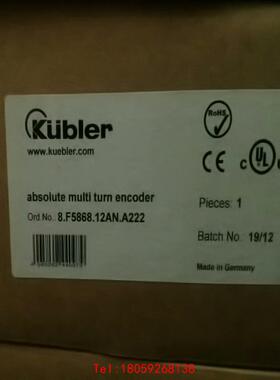 Kübler
RoHS
www.kuebler.com
CE
absolute multi turn encoder
Ord No. 8.F5868.12AN.A222
Pieces: 1
Batch No. 19/12
Made in Germany
Tel:18059268138